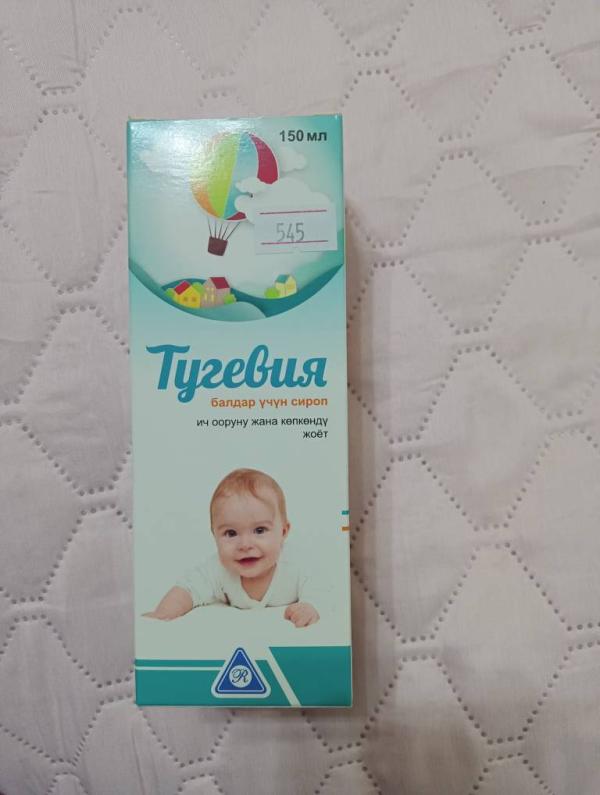 150 мл
545
Тугевия
балдар үчүн сироп
ич ооруну жана көпкөндү
жоёт
R